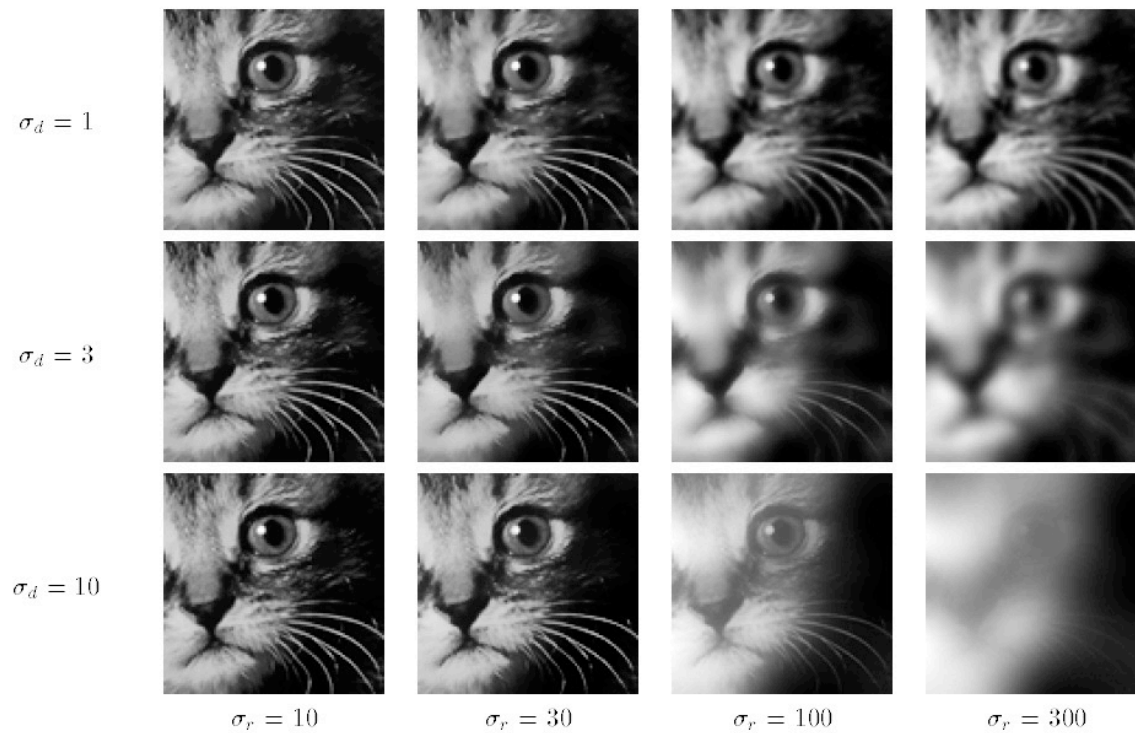 σ_d = 1
σ_d = 3
σ_d = 10
σ_r = 10
σ_r = 30
σ_r = 100
σ_r = 300